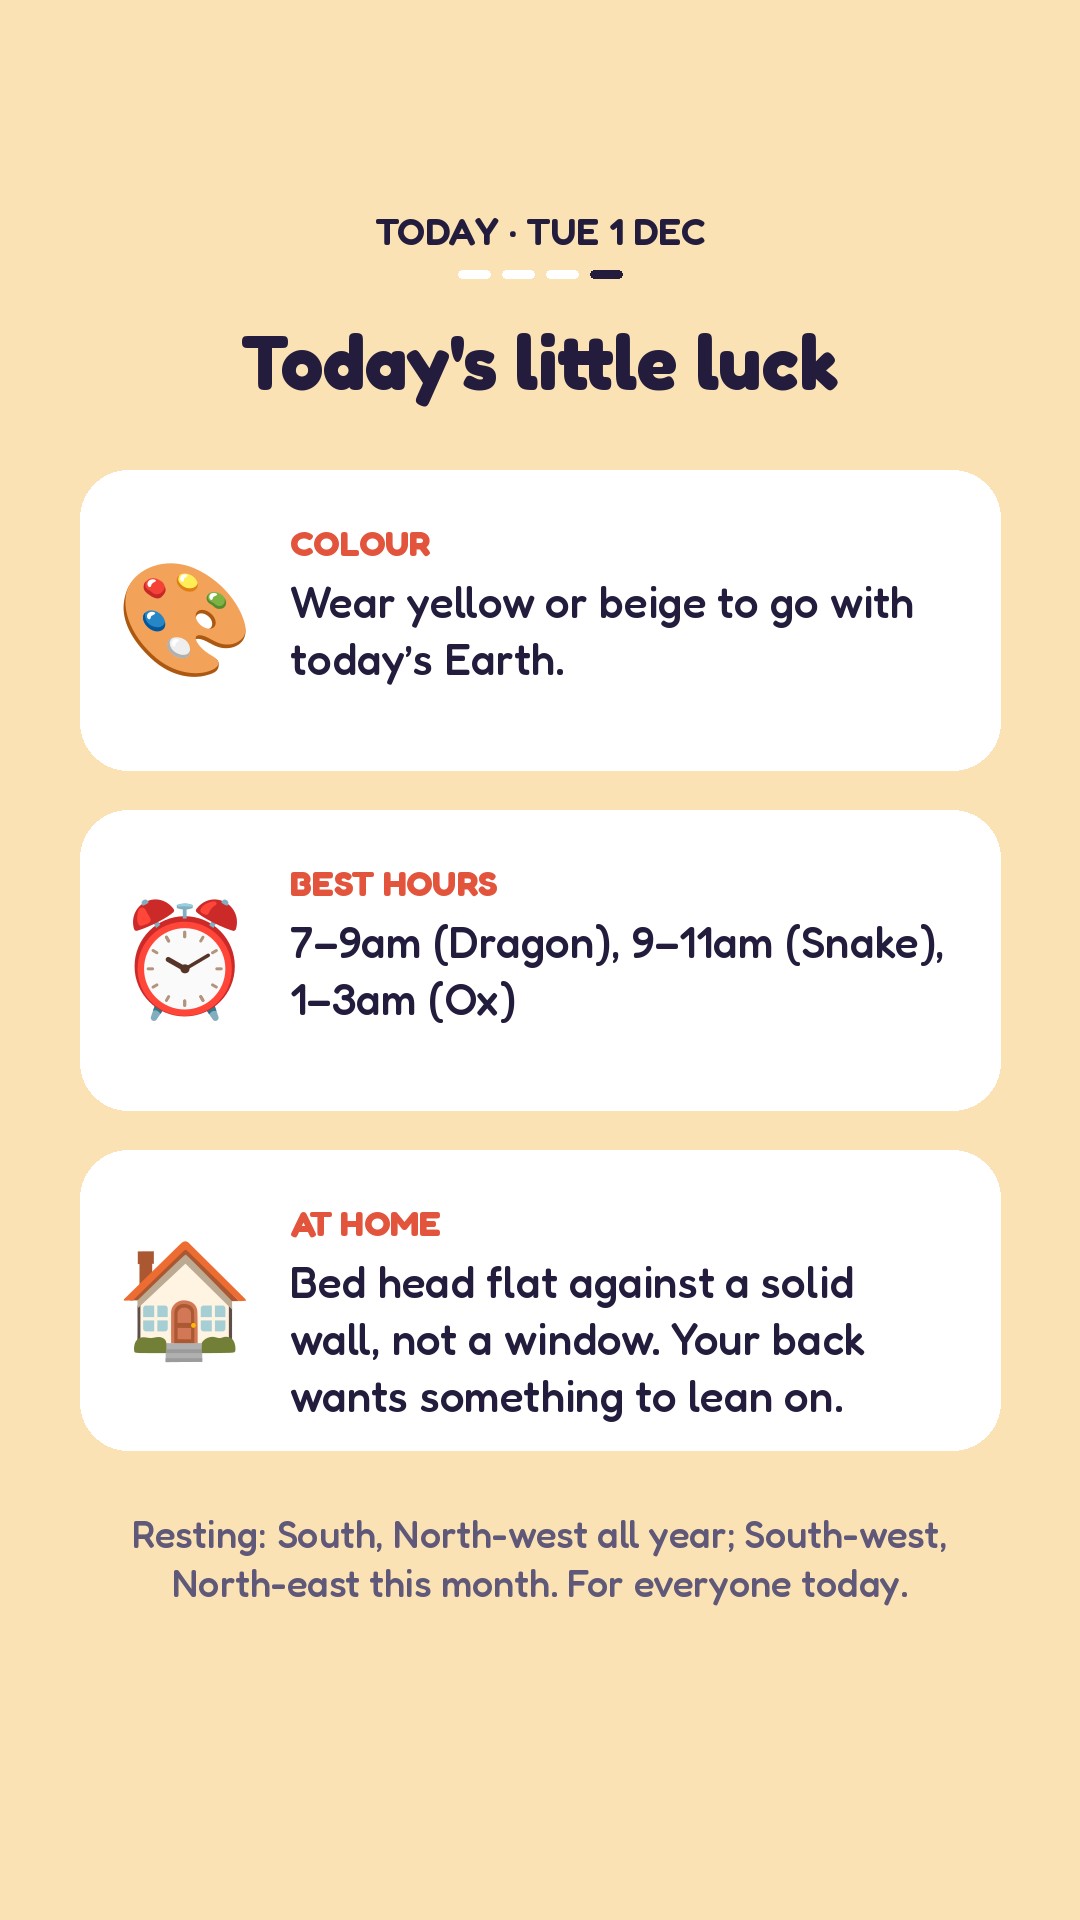 TODAY · TUE 1 DEC
Today's little luck
COLOUR
Wear yellow or beige to go with
today’s Earth.
BEST HOURS
7–9am (Dragon), 9–11am (Snake),
1–3am (Ox)
AT HOME
Bed head flat against a solid
wall, not a window. Your back
wants something to lean on.
Resting: South, North-west all year; South-west,
North-east this month. For everyone today.